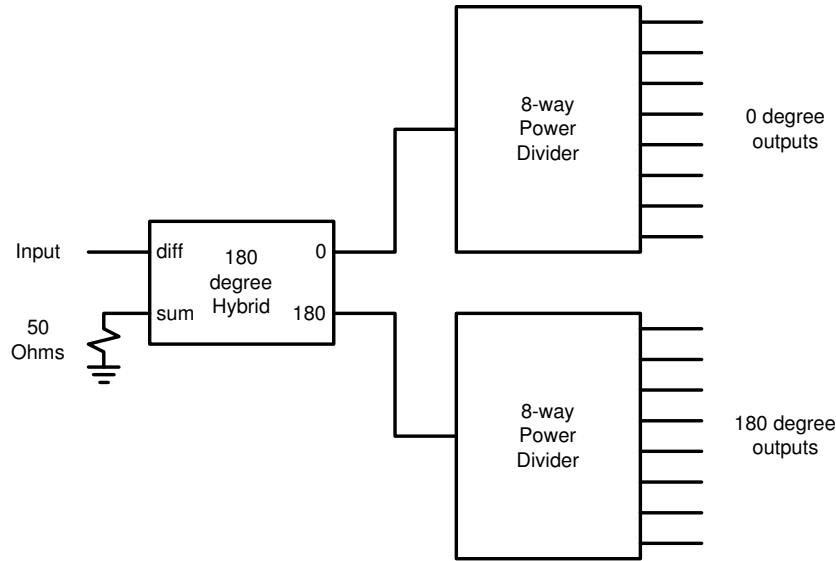 8-way
Power
Divider
0 degree
outputs
Input
diff
180
degree
Hybrid
0
sum
180
50
Ohms
8-way
Power
Divider
180 degree
outputs